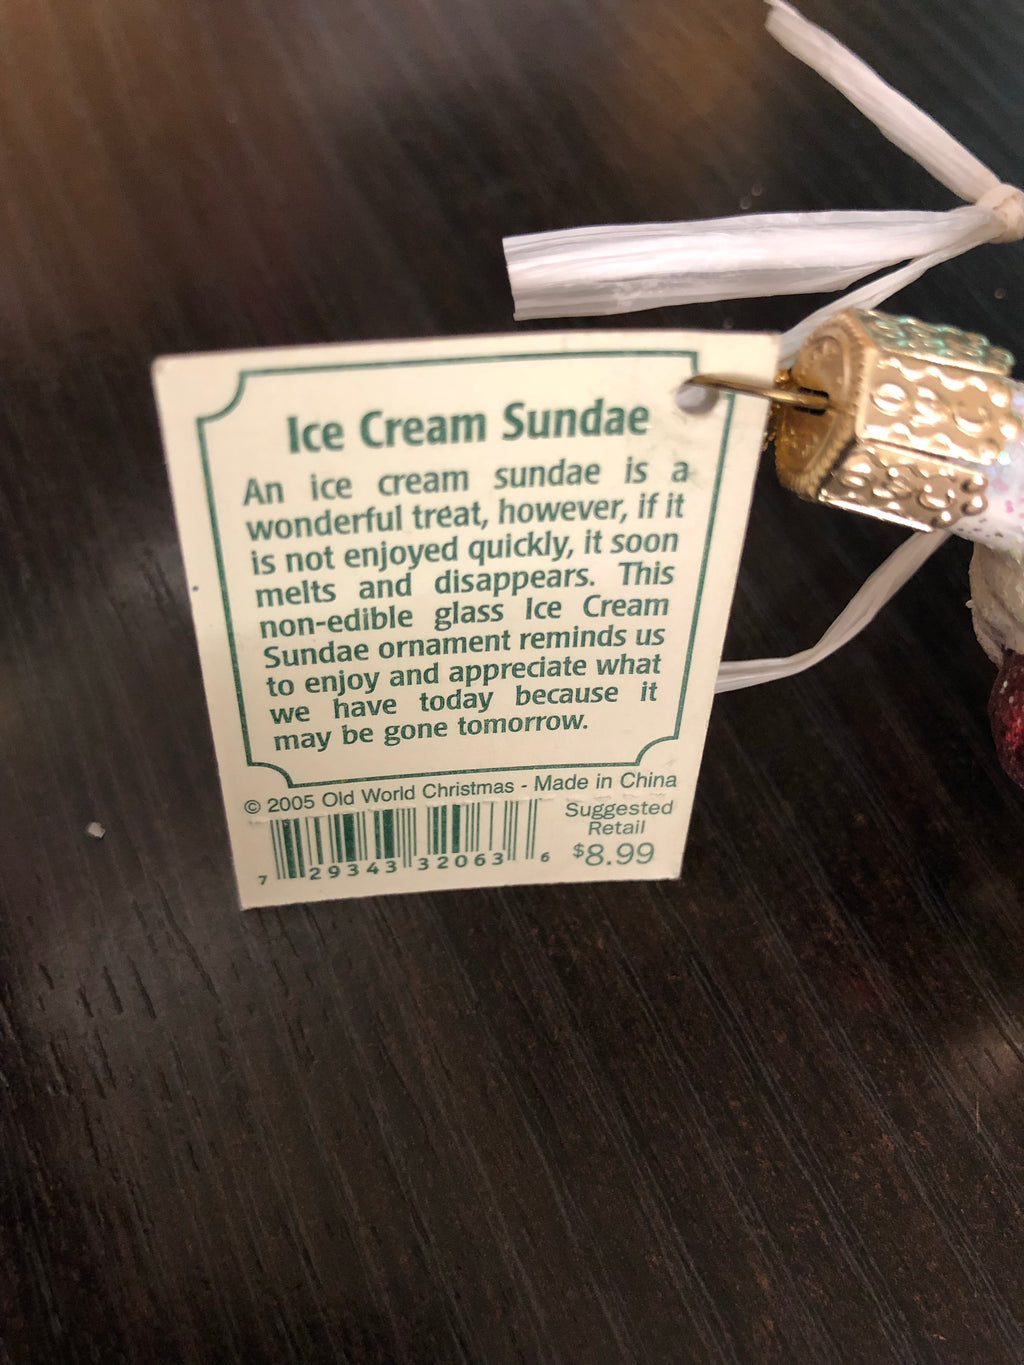 Ice Cream Sundae
An ice cream sundae is a
wonderful treat, however, if it
is not enjoyed quickly, it soon
melts and disappears. This
non-edible glass Ice Cream
Sundae ornament reminds us
to enjoy and appreciate what
we have today because it
may be gone tomorrow.
© 2005 Old World Christmas - Made in China
Suggested
Retail
$8.99
7 29343 32063 6